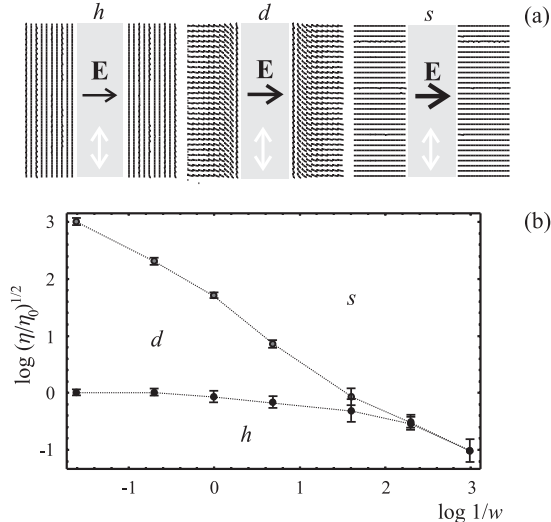 h d s (a)
E E E
(b)
3
2
1
0
-1
log (η/η₀)^1/2
s
d
h
-1 0 1 2 3
log 1/w